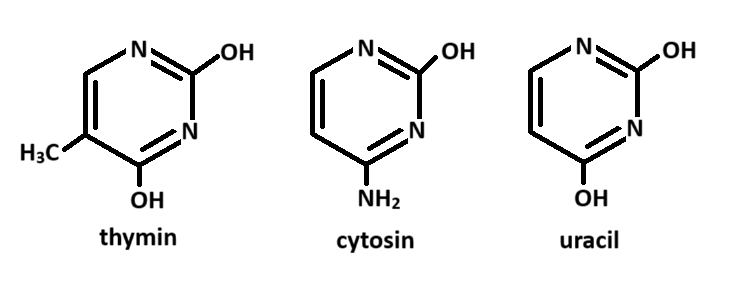 N OH
N
H₃C
OH
thymin
N OH
N
NH₂
cytosin
N OH
N
OH
uracil